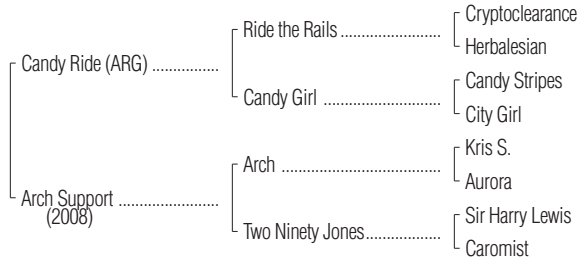 Cryptoclearance
Ride the Rails
Herbalesian
Candy Ride (ARG)
Candy Stripes
Candy Girl
City Girl
Kris S.
Arch
Aurora
Arch Support
(2008)
Sir Harry Lewis
Two Ninety Jones
Caromist